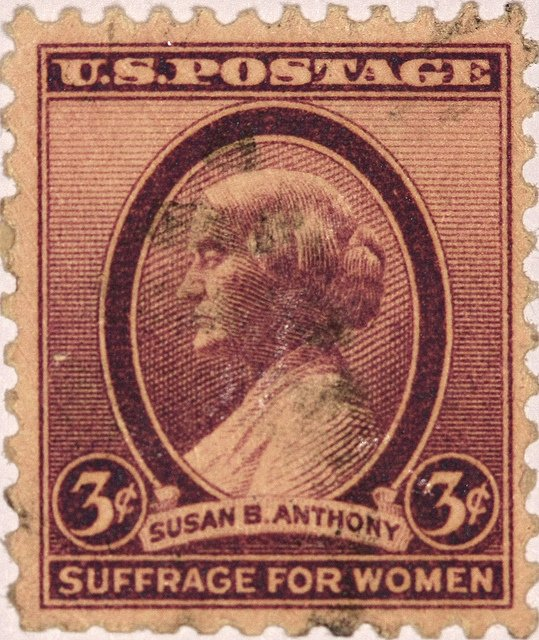 U.S. POSTAGE
3¢ 3¢
SUSAN B. ANTHONY
SUFFRAGE FOR WOMEN